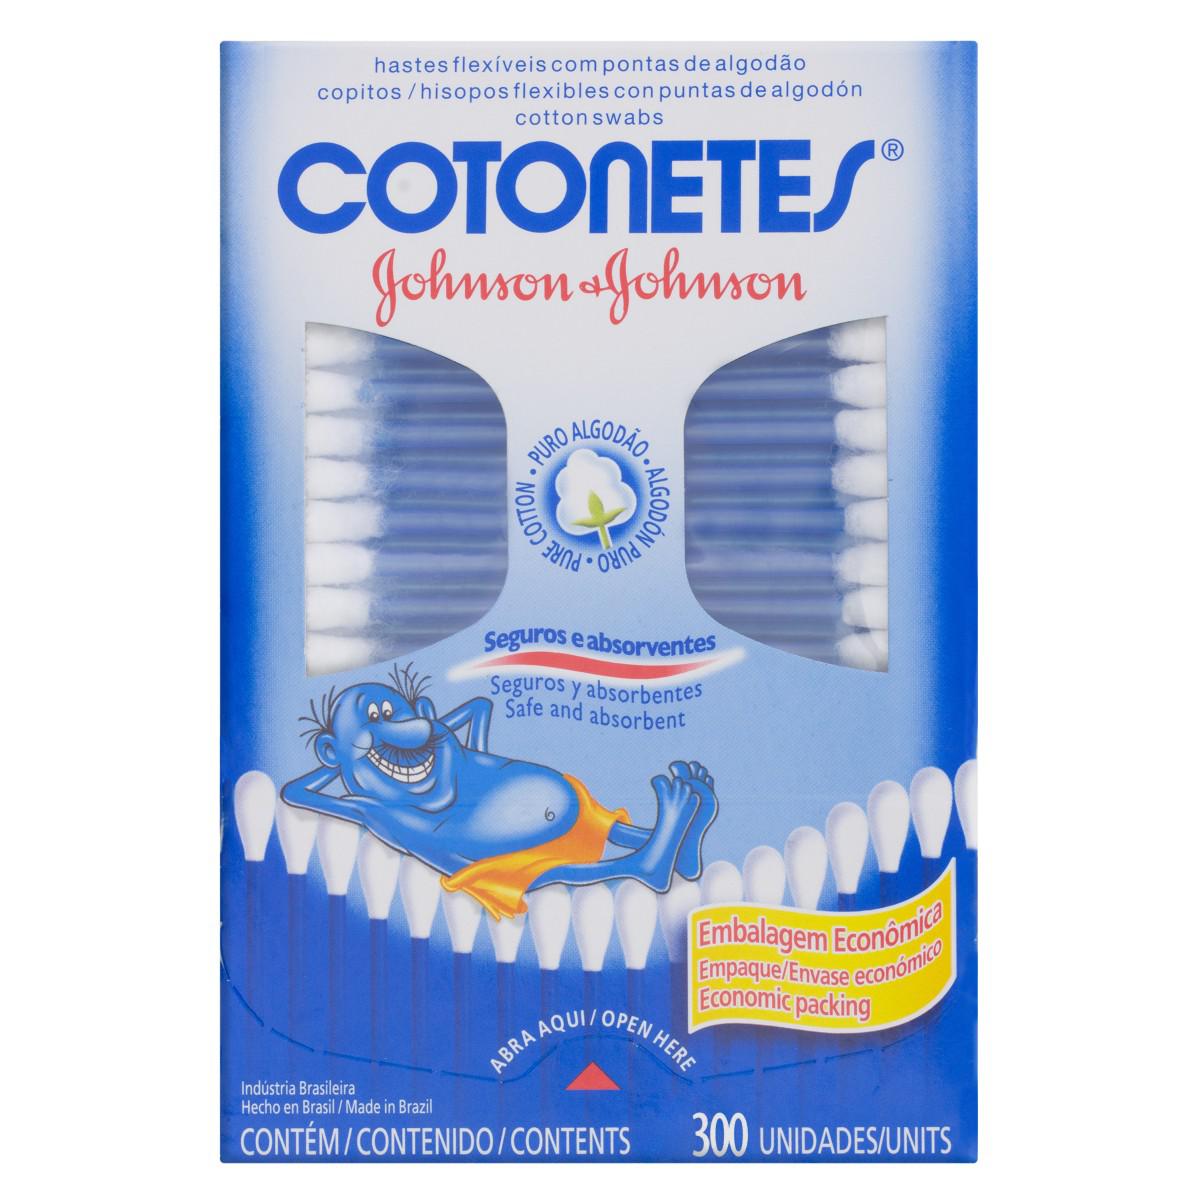 hastes flexíveis com pontas de algodão
copitos / hisopos flexibles con puntas de algodón
cotton swabs
COTONETES®
Johnson & Johnson
PURO ALGODÃO • ALGODÓN PURO • PURE COTTON •
Seguros e absorventes
Seguros y absorbentes
Safe and absorbent
Embalagem Econômica
Empaque/Envase económico
Economic packing
ABRA AQUI / OPEN HERE
Indústria Brasileira
Hecho en Brasil / Made in Brazil
CONTÉM / CONTENIDO / CONTENTS 300 UNIDADES/UNITS